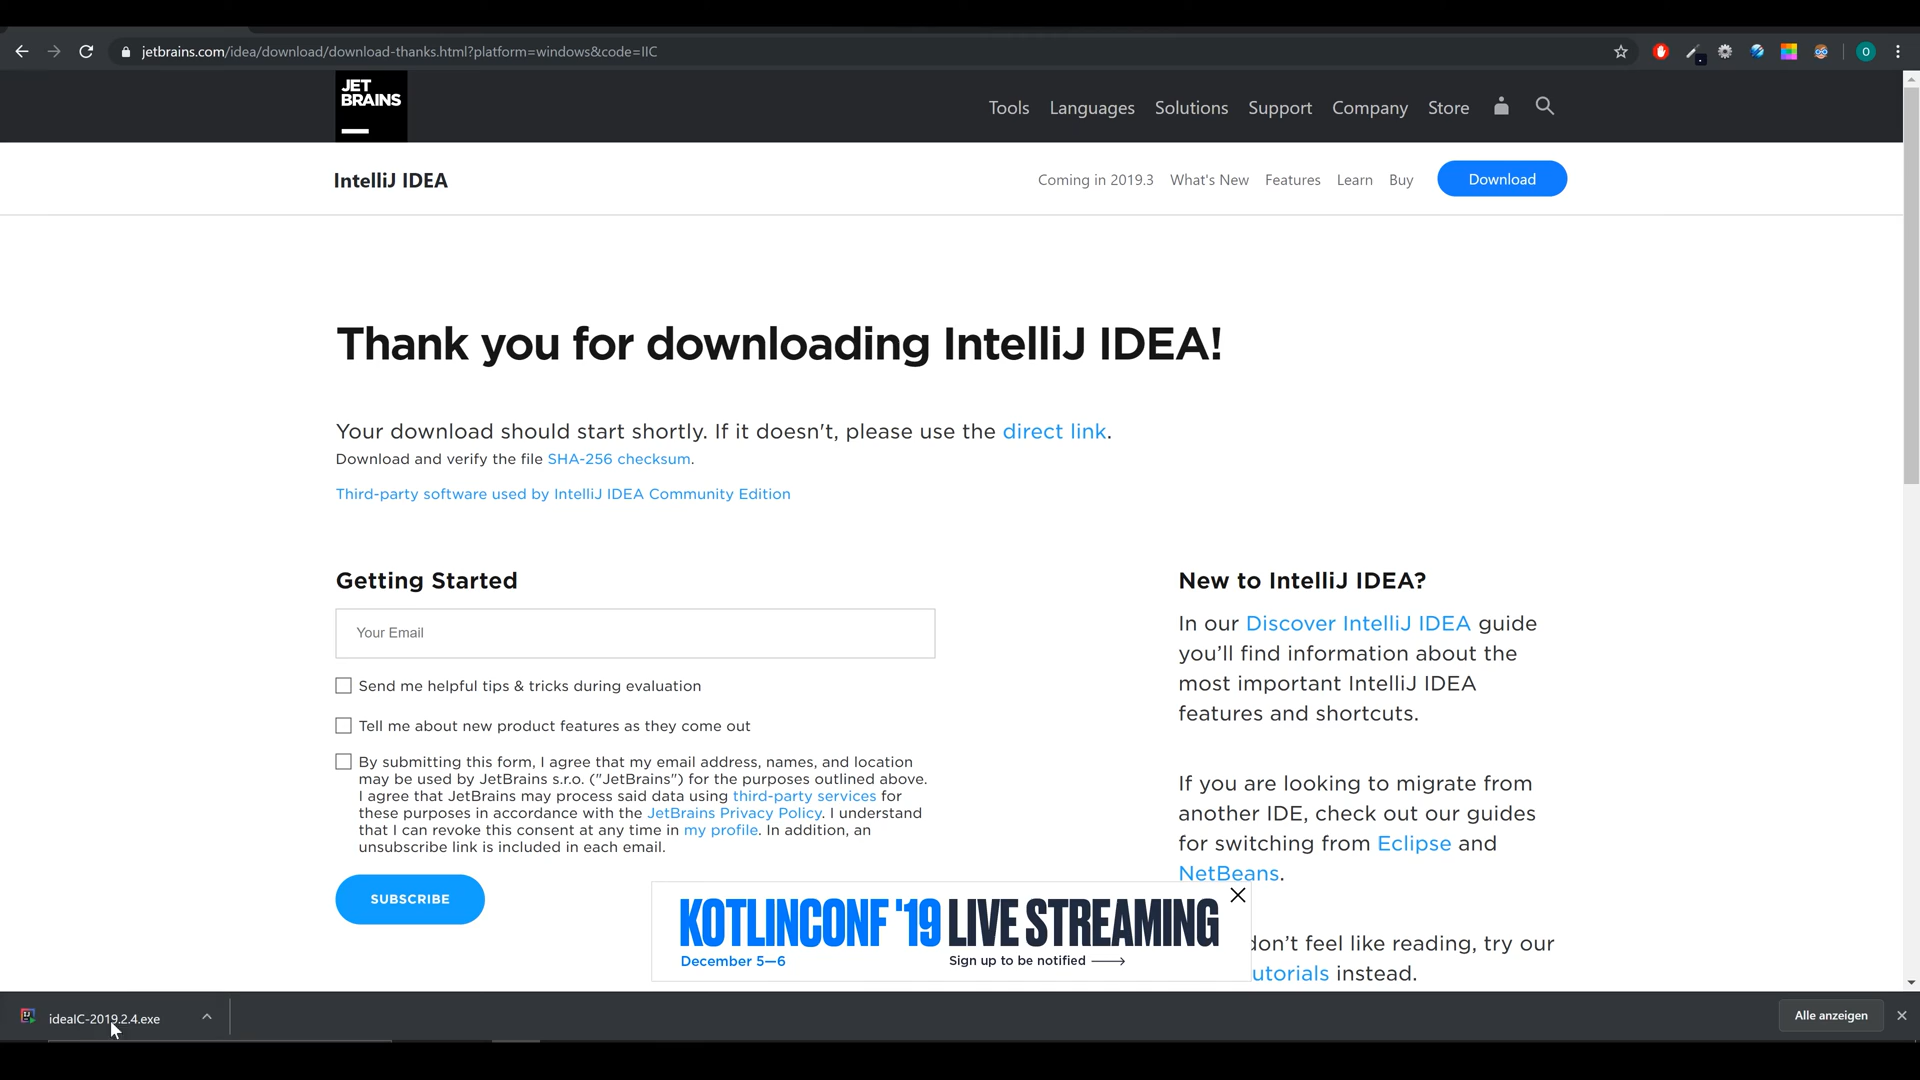 jetbrains.com/idea/download/download-thanks.html?platform=windows&code=IIC
O
JET
BRAINS
Tools Languages Solutions Support Company Store
IntelliJ IDEA
Coming in 2019.3 What's New Features Learn Buy Download
Thank you for downloading IntelliJ IDEA!
Your download should start shortly. If it doesn't, please use the direct link.
Download and verify the file SHA-256 checksum.
Third-party software used by IntelliJ IDEA Community Edition
Getting Started
Your Email
Send me helpful tips & tricks during evaluation
Tell me about new product features as they come out
By submitting this form, I agree that my email address, names, and location
may be used by JetBrains s.r.o. ("JetBrains") for the purposes outlined above.
I agree that JetBrains may process said data using third-party services for
these purposes in accordance with the JetBrains Privacy Policy. I understand
that I can revoke this consent at any time in my profile. In addition, an
unsubscribe link is included in each email.
SUBSCRIBE
New to IntelliJ IDEA?
In our Discover IntelliJ IDEA guide
you’ll find information about the
most important IntelliJ IDEA
features and shortcuts.
If you are looking to migrate from
another IDE, check out our guides
for switching from Eclipse and
NetBeans.
don’t feel like reading, try our
utorials instead.
KOTLINCONF '19 LIVE STREAMING
December 5–6
Sign up to be notified
ideaIC-2019.2.4.exe
Alle anzeigen